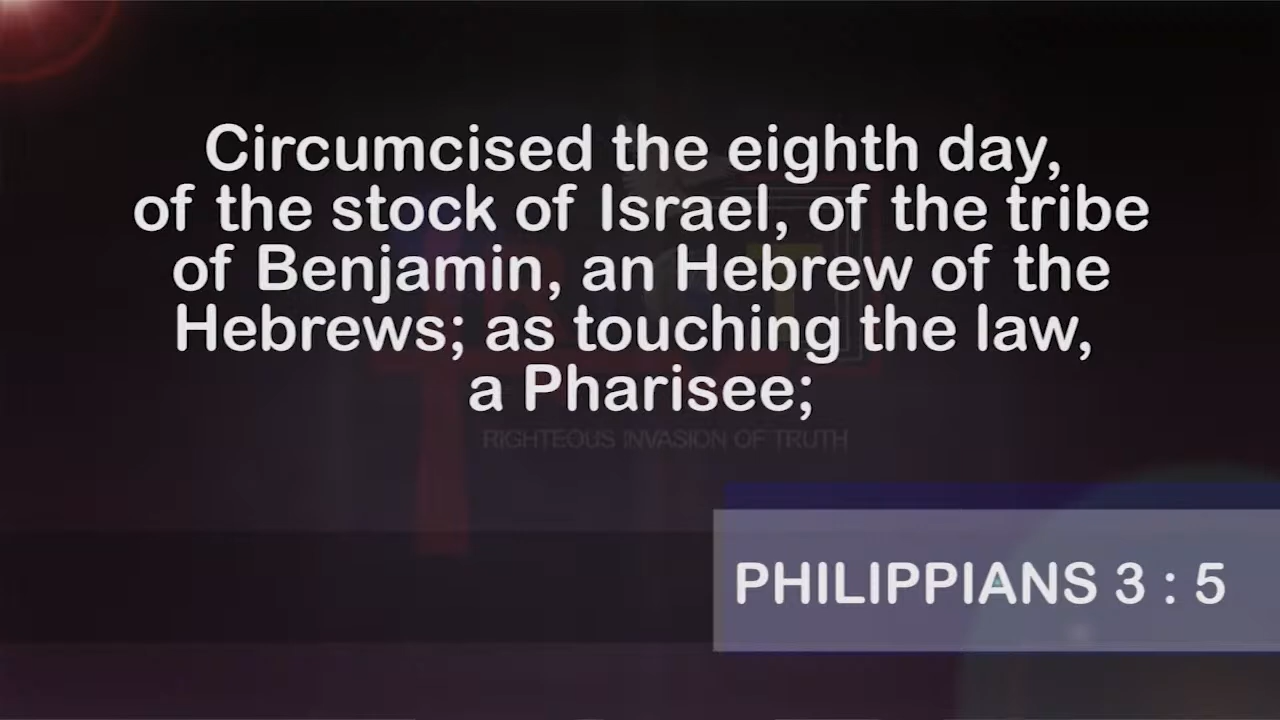 Circumcised the eighth day,
of the stock of Israel, of the tribe
of Benjamin, an Hebrew of the
Hebrews; as touching the law,
a Pharisee;
RIGHTEOUS INVASION OF TRUTH
PHILIPPIANS 3 : 5